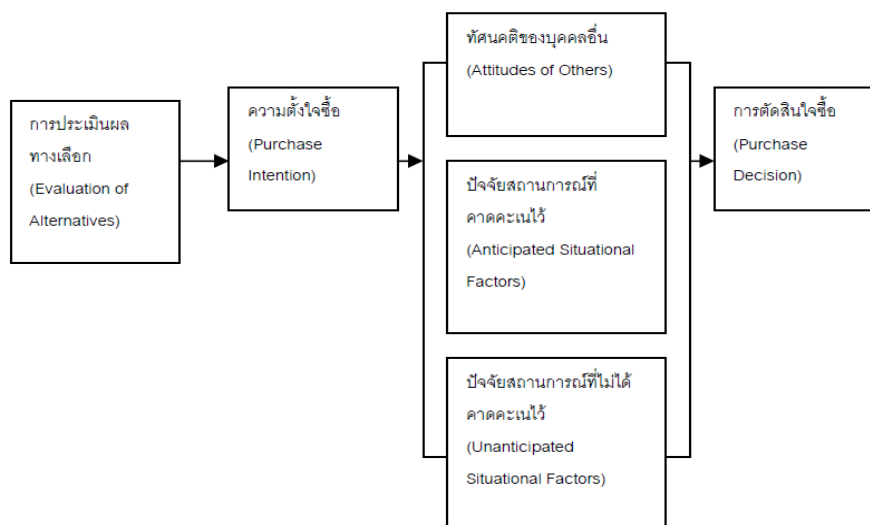 การประเมินผล
ทางเลือก
(Evaluation of
Alternatives)
ความตั้งใจซื้อ
(Purchase
Intention)
ทัศนคติของบุคคลอื่น
(Attitudes of Others)
ปัจจัยสถานการณ์ที่
คาดคะเนไว้
(Anticipated Situational
Factors)
ปัจจัยสถานการณ์ที่ไม่ได้
คาดคะเนไว้
(Unanticipated
Situational Factors)
การตัดสินใจซื้อ
(Purchase
Decision)